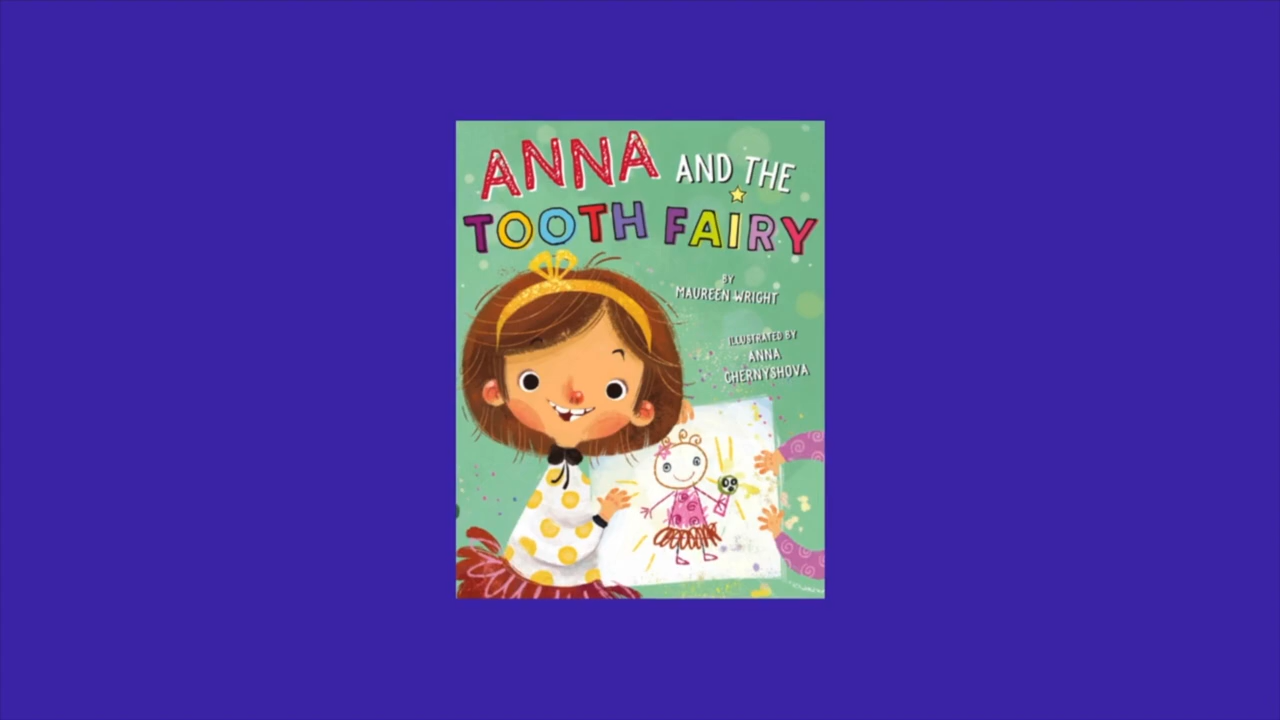 ANNA AND THE
TOOTH FAIRY
BY
MAUREEN WRIGHT
ILLUSTRATED BY
ANNA
CHERNYSHOVA